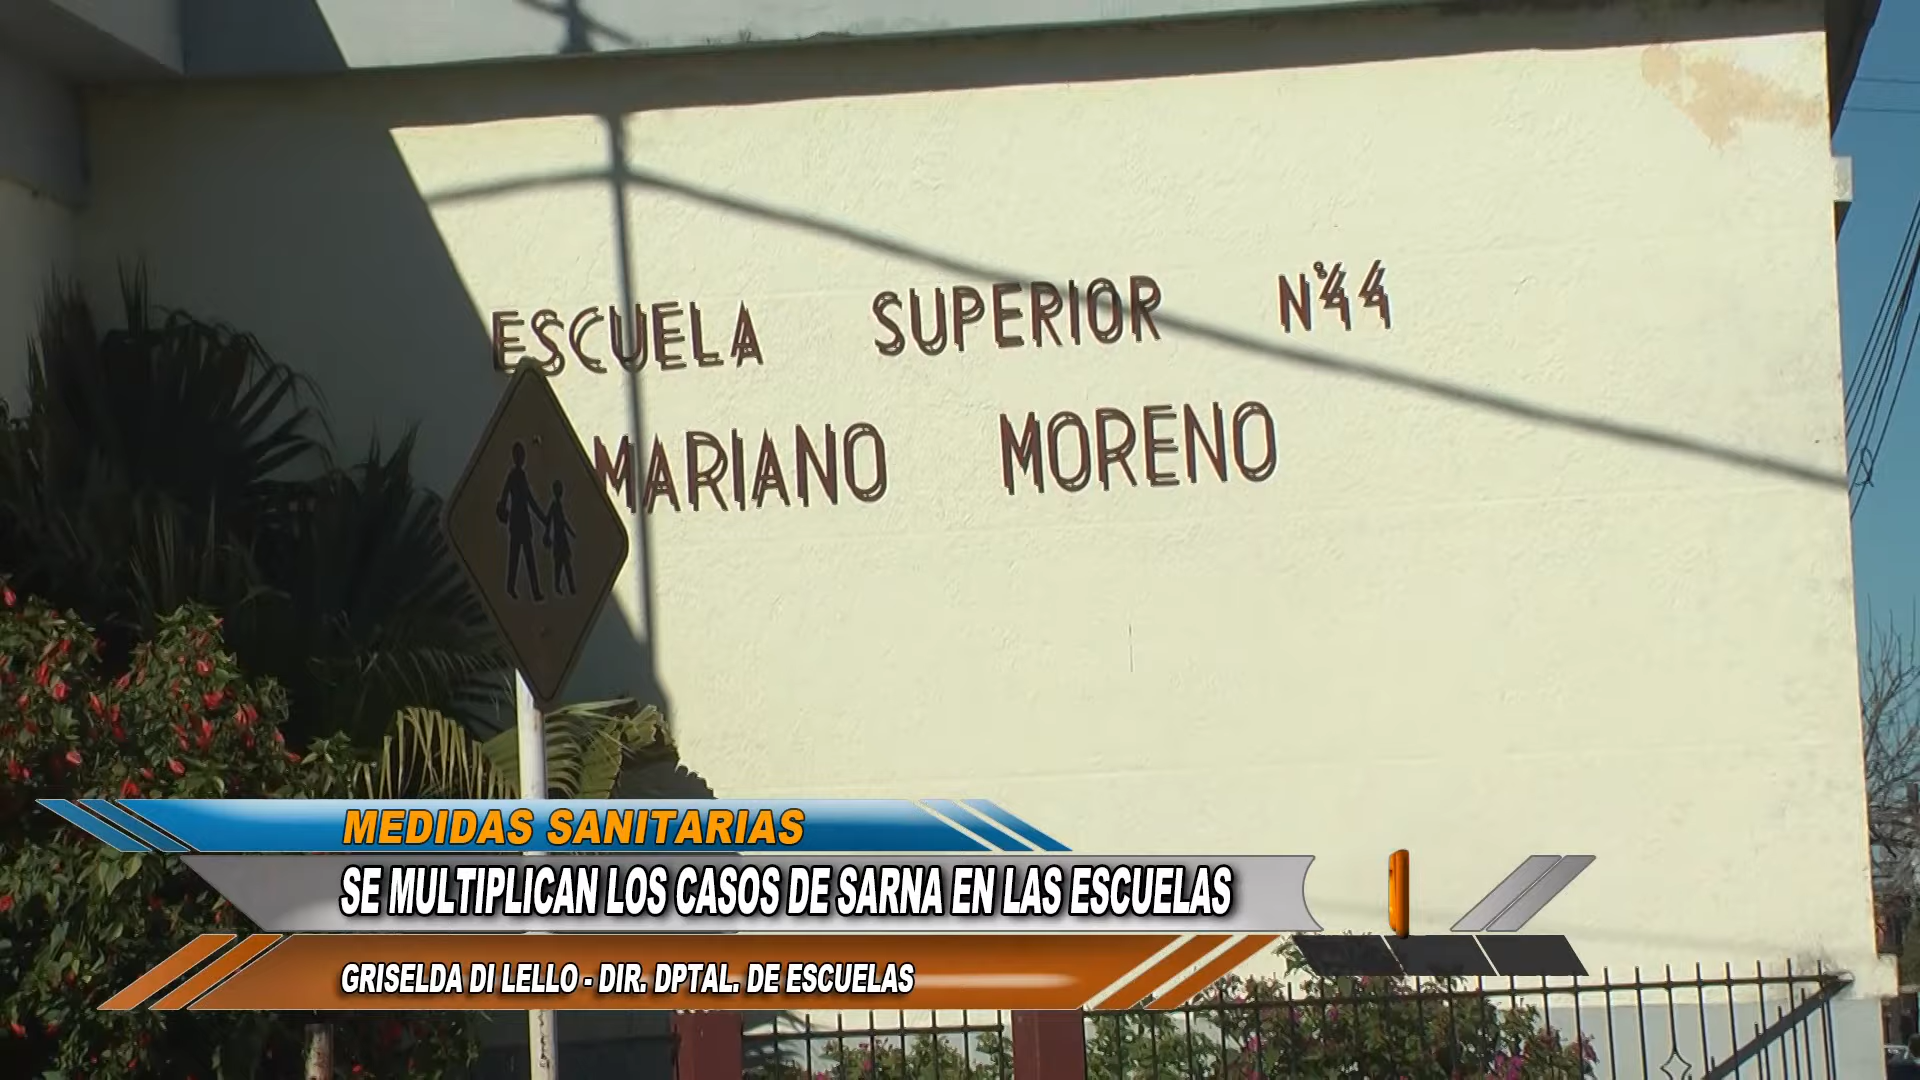 ESCUELA SUPERIOR N°44
MARIANO MORENO
MEDIDAS SANITARIAS
SE MULTIPLICAN LOS CASOS DE SARNA EN LAS ESCUELAS
GRISELDA DI LELLO - DIR. DPTAL. DE ESCUELAS